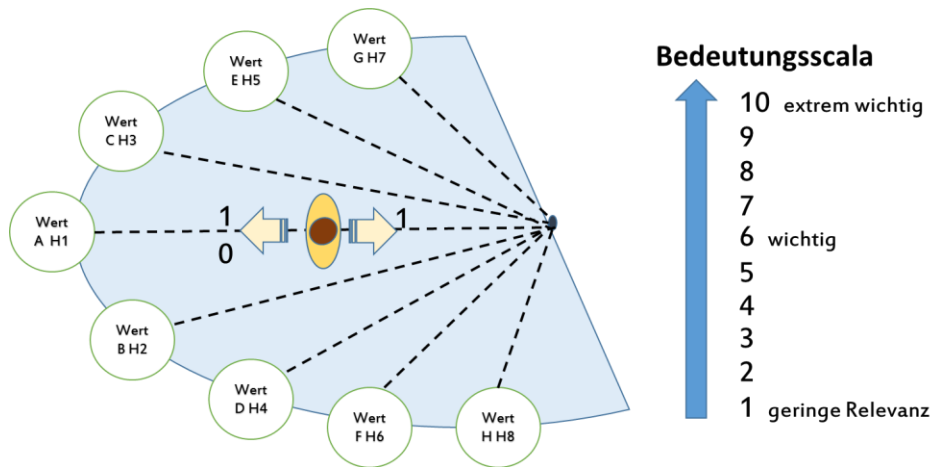 Wert
G H7
Wert
E H5
Wert
C H3
Wert
A H1
Wert
B H2
Wert
D H4
Wert
F H6
Wert
H H8
1
0
1
Bedeutungsscala
10 extrem wichtig
9
8
7
6 wichtig
5
4
3
2
1 geringe Relevanz